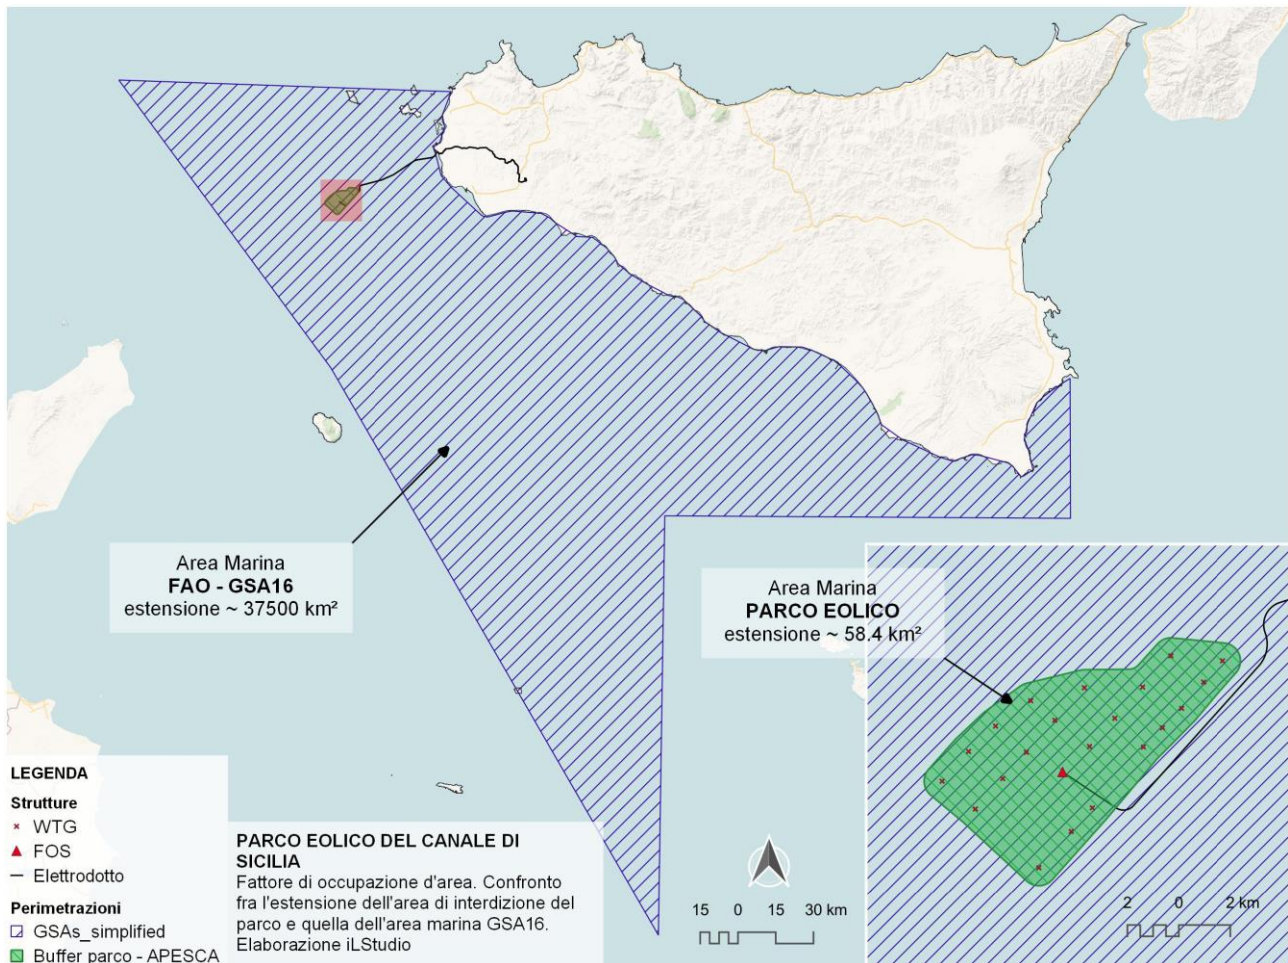 Area Marina
FAO - GSA16
estensione ~ 37500 km²
Area Marina
PARCO EOLICO
estensione ~ 58.4 km²
LEGENDA
Strutture
WTG
FOS
Elettrodotto
Perimetrazioni
GSAs_simplified
Buffer parco - APESCA
PARCO EOLICO DEL CANALE DI
SICILIA
Fattore di occupazione d'area. Confronto
fra l'estensione dell'area di interdizione del
parco e quella dell'area marina GSA16.
Elaborazione iLStudio
15 0 15 30 km
2 0 2 km